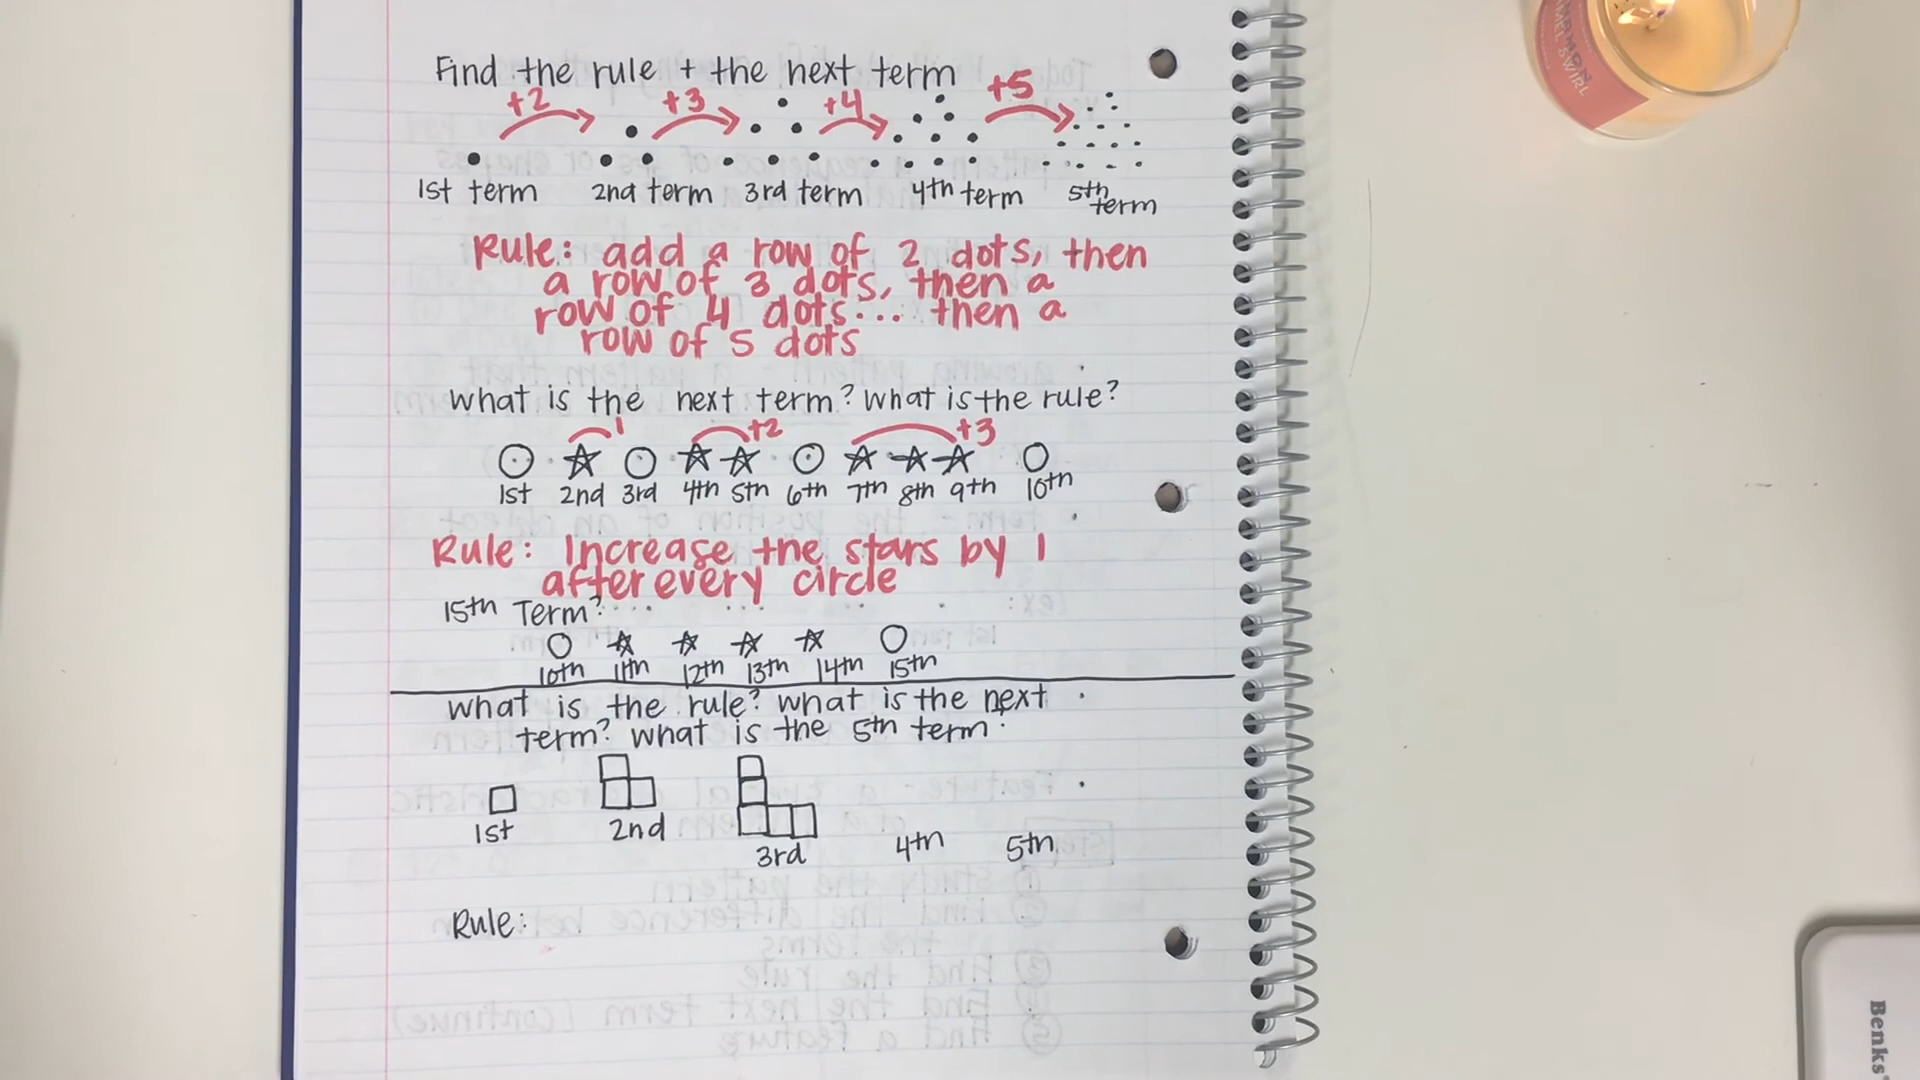 Find the rule + the next term
+2 +3 +4 +5
1st term 2nd term 3rd term 4th term 5th term
Rule: add a row of 2 dots, then
a row of 3 dots, then a
row of 4 dots... then a
row of 5 dots
what is the next term? What is the rule?
1 +2 +3
1st 2nd 3rd 4th 5th 6th 7th 8th 9th 10th
Rule: Increase the stars by 1
after every circle
15th Term?
10th 11th 12th 13th 14th 15th
what is the rule? what is the next
term? what is the 5th term?
1st 2nd 3rd 4th 5th
Rule:
Benks